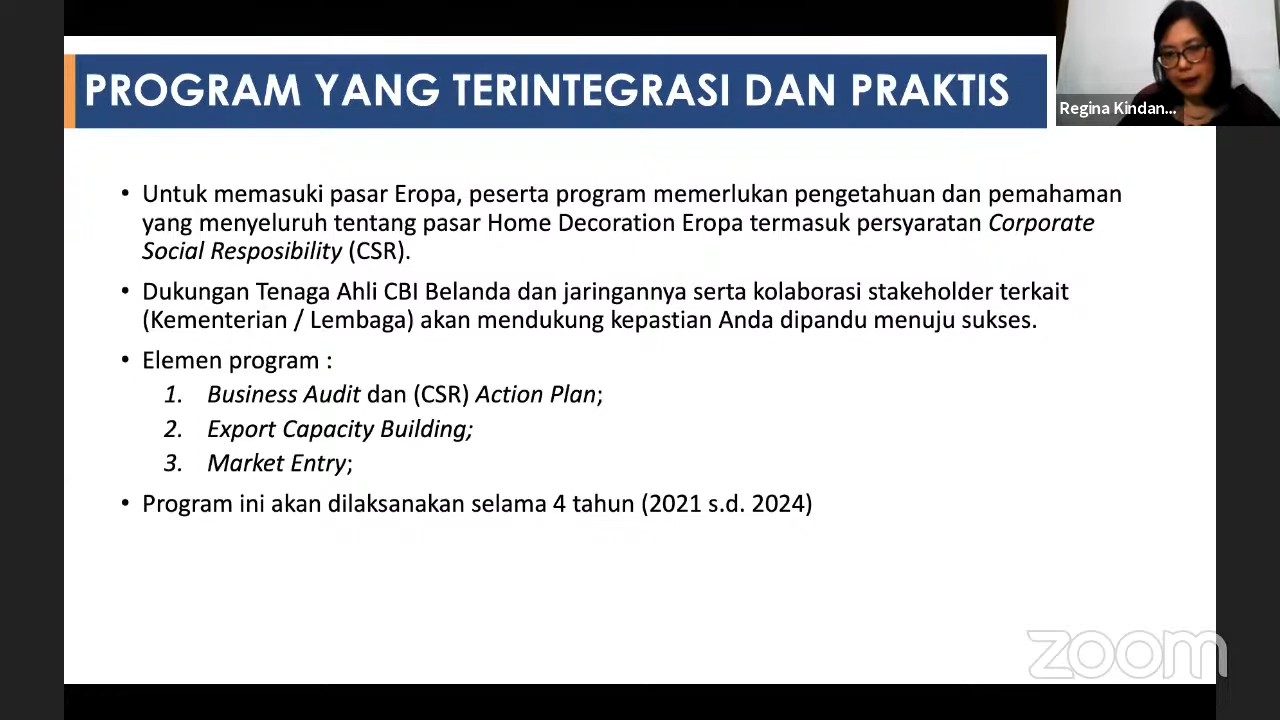 PROGRAM YANG TERINTEGRASI DAN PRAKTIS
Regina Kindan...
• Untuk memasuki pasar Eropa, peserta program memerlukan pengetahuan dan pemahaman
yang menyeluruh tentang pasar Home Decoration Eropa termasuk persyaratan Corporate
Social Resposibility (CSR).
• Dukungan Tenaga Ahli CBI Belanda dan jaringannya serta kolaborasi stakeholder terkait
(Kementerian / Lembaga) akan mendukung kepastian Anda dipandu menuju sukses.
• Elemen program :
1. Business Audit dan (CSR) Action Plan;
2. Export Capacity Building;
3. Market Entry;
• Program ini akan dilaksanakan selama 4 tahun (2021 s.d. 2024)
zoom